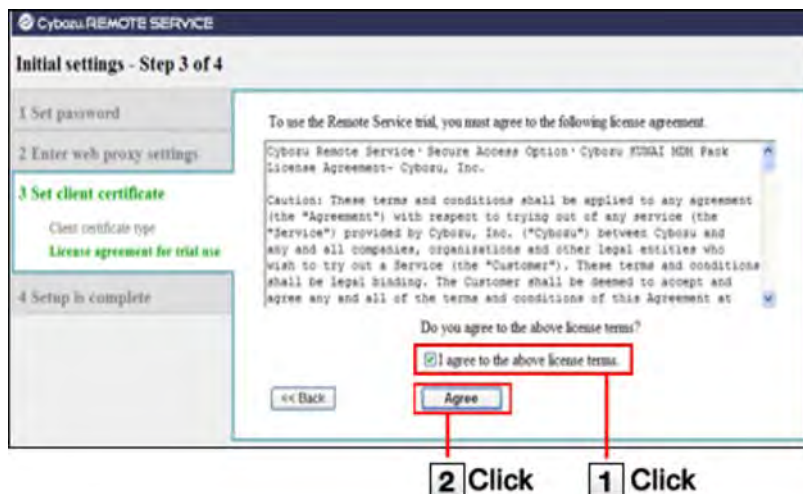 Cybozu REMOTE SERVICE
Initial settings - Step 3 of 4
1 Set password
2 Enter web proxy settings
3 Set client certificate
Client certificate type
License agreement for trial use
4 Setup is complete
To use the Remote Service trial, you must agree to the following license agreement.
Cybozu Remote Service・Secure Access Option・Cybozu KUNAI MDM Pack
License Agreement- Cybozu, Inc.
Caution: These terms and conditions shall be applied to any agreement
(the "Agreement") with respect to trying out of any service (the
"Service") provided by Cybozu, Inc. ("Cybozu") between Cybozu and
any and all companies, organizations and other legal entities who
wish to try out a Service (the "Customer"). These terms and conditions
shall be legal binding. The Customer shall be deemed to accept and
agree any and all of the terms and conditions of this Agreement at
Do you agree to the above license terms?
I agree to the above license terms.
<< Back
Agree
2 Click
1 Click